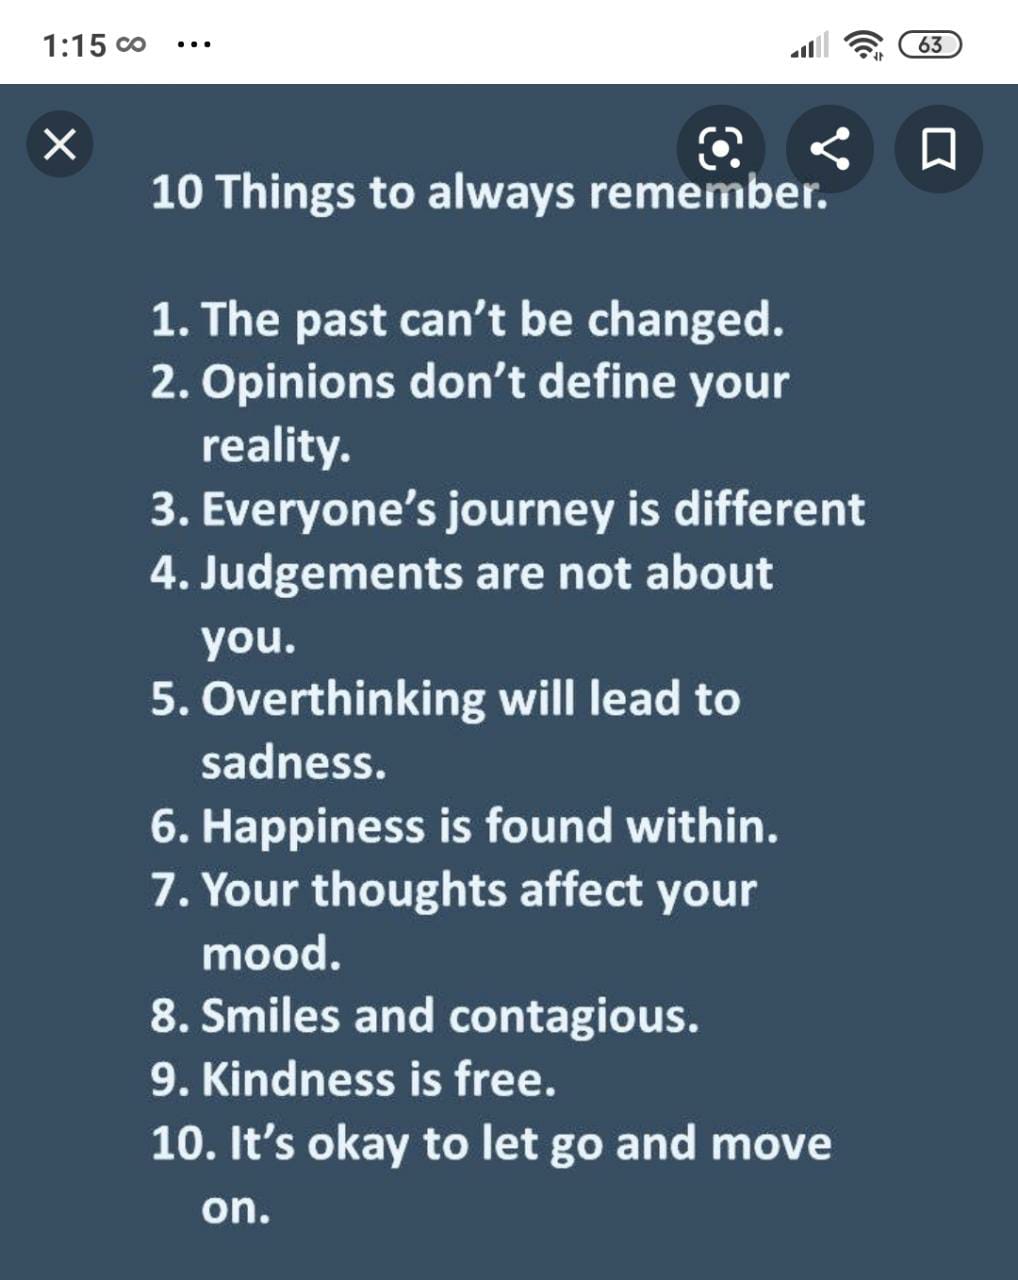 1:15 ∞ ...
63
10 Things to always remember.
1. The past can’t be changed.
2. Opinions don’t define your
reality.
3. Everyone’s journey is different
4. Judgements are not about
you.
5. Overthinking will lead to
sadness.
6. Happiness is found within.
7. Your thoughts affect your
mood.
8. Smiles and contagious.
9. Kindness is free.
10. It’s okay to let go and move
on.